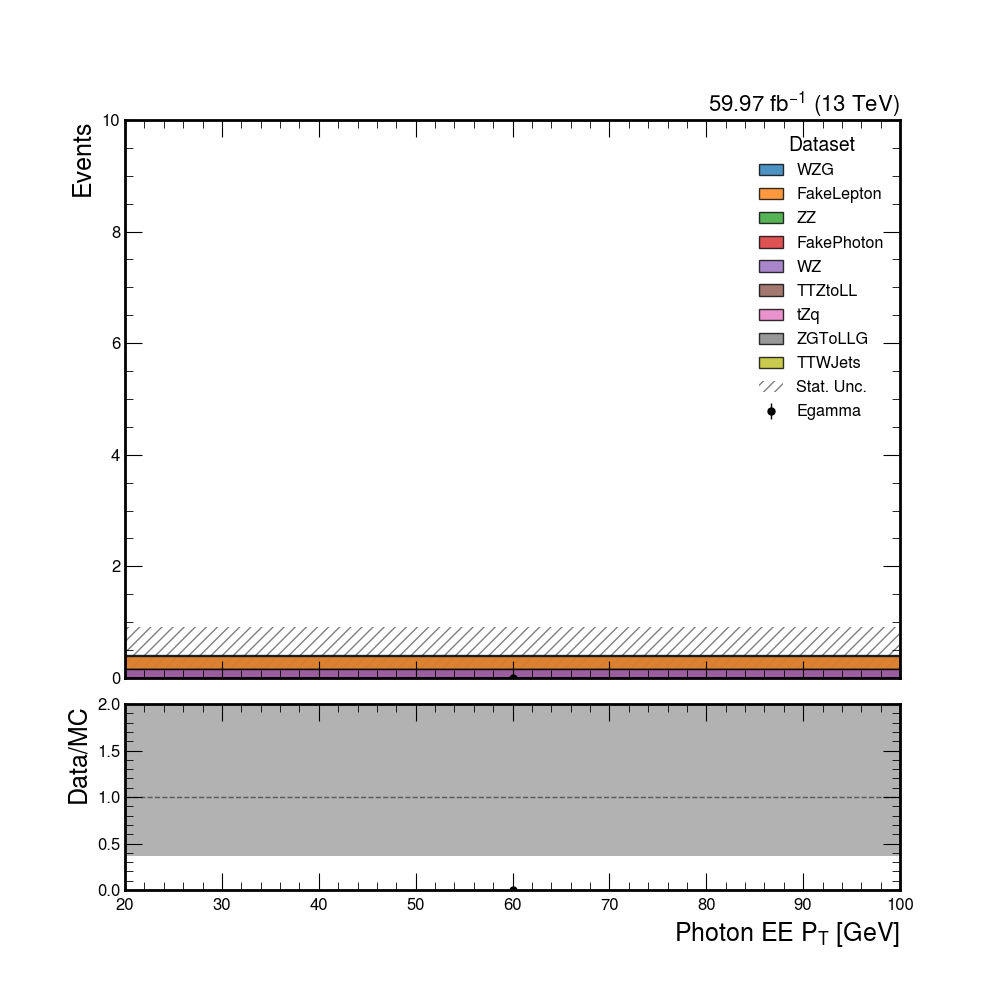 59.97 fb⁻¹ (13 TeV)
Events
10
8
6
4
2
0
Dataset
WZG
FakeLepton
ZZ
FakePhoton
WZ
TTZtoLL
tZq
ZGToLLG
TTWJets
Stat. Unc.
Egamma
Data/MC
2.0
1.5
1.0
0.5
0.0
20 30 40 50 60 70 80 90 100
Photon EE P_T [GeV]